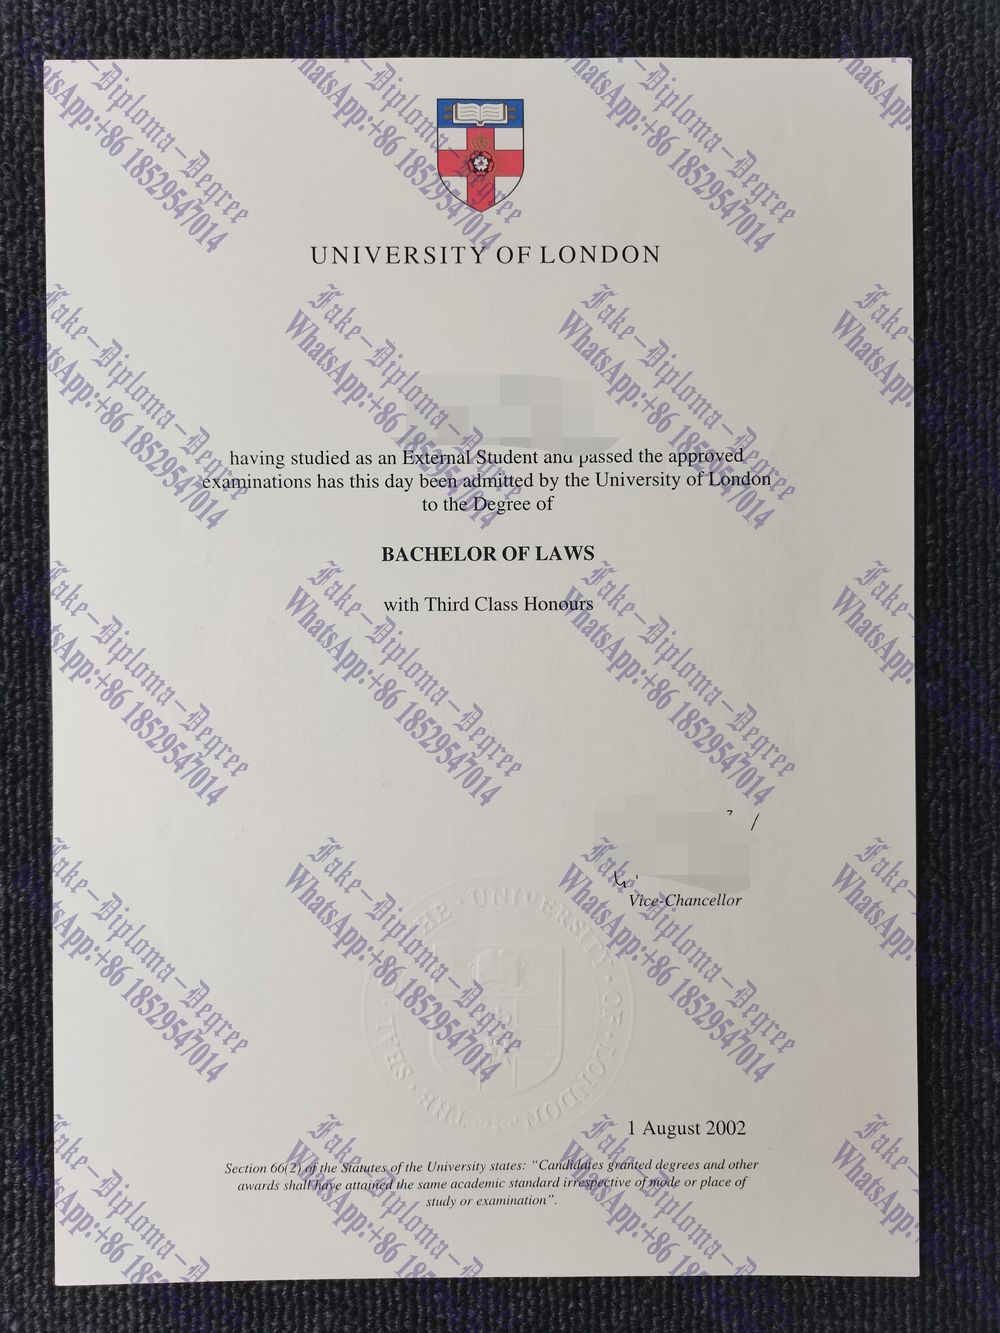 UNIVERSITY OF LONDON
having studied as an External Student and passed the approved
examinations has this day been admitted by the University of London
to the Degree of
BACHELOR OF LAWS
with Third Class Honours
Vice-Chancellor
THE · UNIVERSITY · OF · LONDON
THE · SEAL
1 August 2002
Section 66(2) of the Statutes of the University states: “Candidates granted degrees and other
awards shall have attained the same academic standard irrespective of mode or place of
study or examination”.
Fake-Diploma-Degree
WhatsApp:+86 18529547014